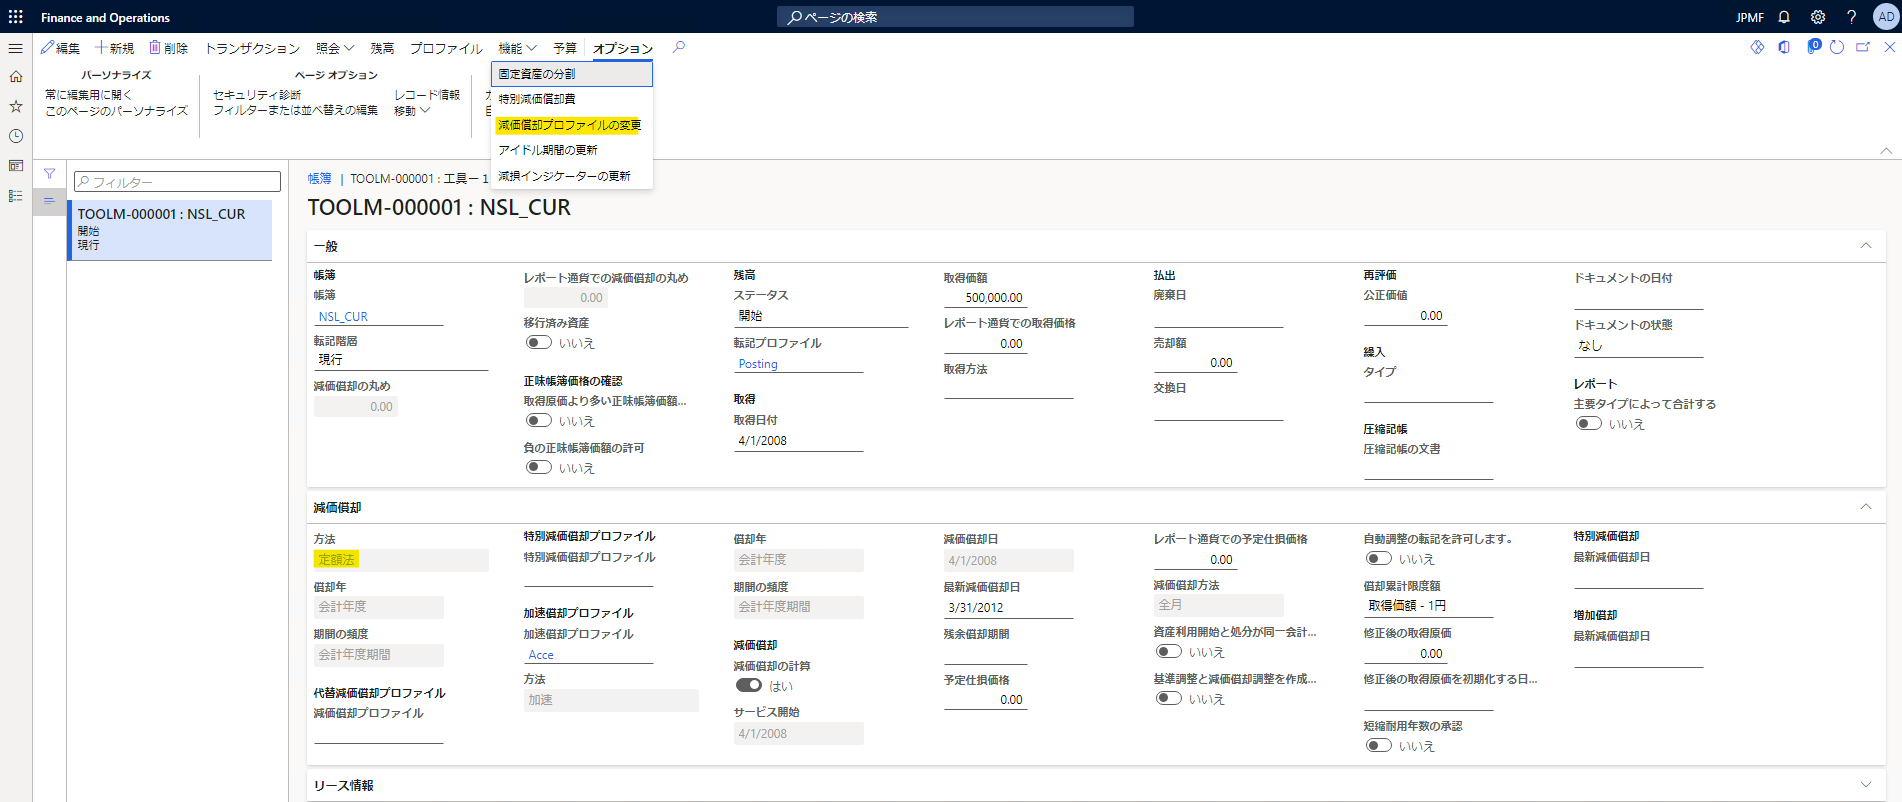 Finance and Operations
ページの検索
JPMF
AD
編集
新規
削除
トランザクション
照会
残高
プロファイル
機能
予算
オプション
0
パーソナライズ
常に編集用に開く
このページのパーソナライズ
ページ オプション
セキュリティ診断
フィルターまたは並べ替えの編集
レコード情報
移動
固定資産の分割
特別減価償却費
減価償却プロファイルの変更
アイドル期間の更新
減損インジケーターの更新
フィルター
TOOLM-000001 : NSL_CUR
開始
現行
帳簿 | TOOLM-000001 : 工具ー 1
TOOLM-000001 : NSL_CUR
一般
帳簿
帳簿
NSL_CUR
転記階層
現行
減価償却の丸め
0.00
レポート通貨での減価償却の丸め
0.00
移行済み資産
いいえ
正味帳簿価格の確認
取得原価より多い正味帳簿価額...
いいえ
負の正味帳簿価額の許可
いいえ
残高
ステータス
開始
転記プロファイル
Posting
取得
取得日付
4/1/2008
取得価額
500,000.00
レポート通貨での取得価格
0.00
取得方法
払出
廃棄日
売却額
0.00
交換日
再評価
公正価値
0.00
繰入
タイプ
圧縮記帳
圧縮記帳の文書
ドキュメントの日付
ドキュメントの状態
なし
レポート
主要タイプによって合計する
いいえ
減価償却
方法
定額法
償却年
会計年度
期間の頻度
会計年度期間
代替減価償却プロファイル
減価償却プロファイル
特別減価償却プロファイル
特別減価償却プロファイル
加速償却プロファイル
加速償却プロファイル
Acce
方法
加速
償却年
会計年度
期間の頻度
会計年度期間
減価償却
減価償却の計算
はい
サービス開始
4/1/2008
減価償却日
4/1/2008
最新減価償却日
3/31/2012
残余償却期間
予定仕損価格
0.00
レポート通貨での予定仕損価格
0.00
減価償却方法
全月
資産利用開始と処分が同一会計...
いいえ
基準調整と減価償却調整を作成...
いいえ
自動調整の転記を許可します。
いいえ
償却累計限度額
取得価額 - 1円
修正後の取得原価
0.00
修正後の取得原価を初期化する日...
短縮耐用年数の承認
いいえ
特別減価償却
最新減価償却日
増加償却
最新減価償却日
リース情報